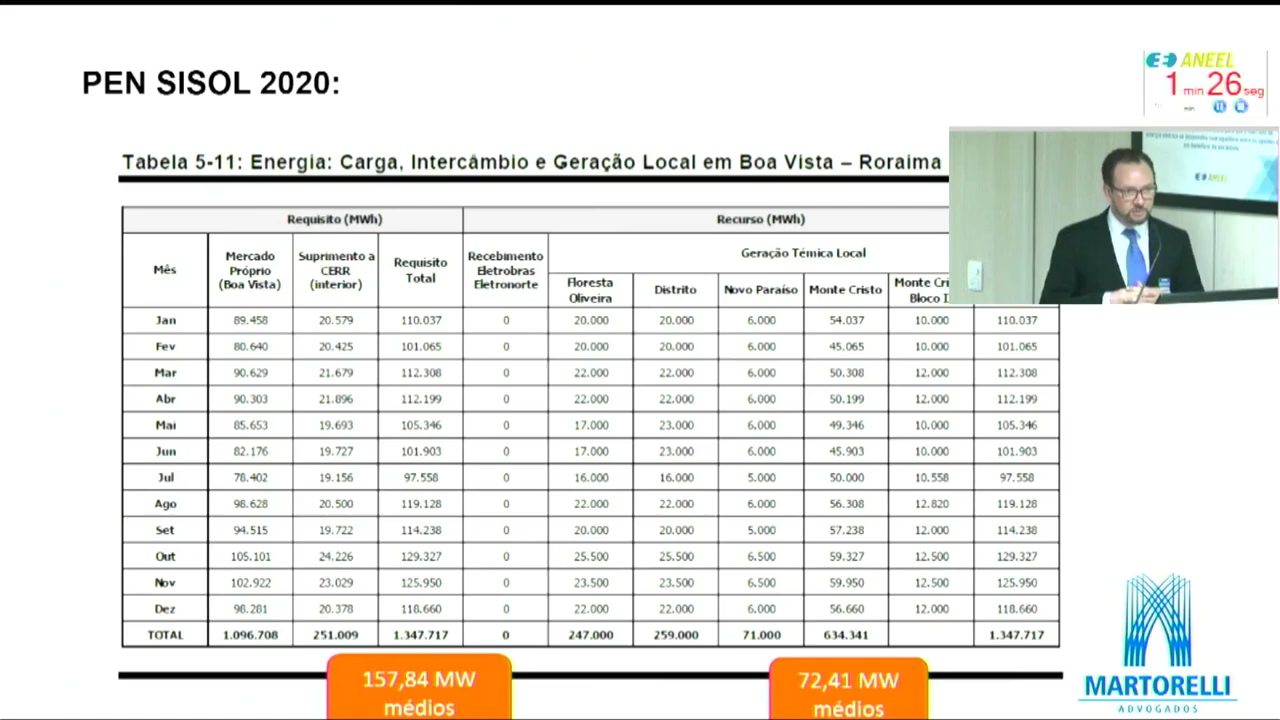 PEN SISOL 2020:
ANEEL
1 min 26 seg
min
Tabela 5-11: Energia: Carga, Intercâmbio e Geração Local em Boa Vista – Roraima
Requisito (MWh) Recurso (MWh)
Mês Mercado Próprio (Boa Vista) Suprimento a CERR (interior) Requisito Total Recebimento Eletrobras Eletronorte Geração Térmica Local
Floresta Oliveira Distrito Novo Paraíso Monte Cristo Monte Cri Bloco I
Jan 89.458 20.579 110.037 0 20.000 20.000 6.000 54.037 10.000 110.037
Fev 80.640 20.425 101.065 0 20.000 20.000 6.000 45.065 10.000 101.065
Mar 90.629 21.679 112.308 0 22.000 22.000 6.000 50.308 12.000 112.308
Abr 90.303 21.896 112.199 0 22.000 22.000 6.000 50.199 12.000 112.199
Mai 85.653 19.693 105.346 0 17.000 23.000 6.000 49.346 10.000 105.346
Jun 82.176 19.727 101.903 0 17.000 23.000 6.000 45.903 10.000 101.903
Jul 78.402 19.156 97.558 0 16.000 16.000 5.000 50.000 10.558 97.558
Ago 98.628 20.500 119.128 0 22.000 22.000 6.000 56.308 12.820 119.128
Set 94.515 19.722 114.238 0 20.000 20.000 5.000 57.238 12.000 114.238
Out 105.101 24.226 129.327 0 25.500 25.500 6.500 59.327 12.500 129.327
Nov 102.922 23.029 125.950 0 23.500 23.500 6.500 59.950 12.500 125.950
Dez 98.281 20.378 118.660 0 22.000 22.000 6.000 56.660 12.000 118.660
TOTAL 1.096.708 251.009 1.347.717 0 247.000 259.000 71.000 634.341 1.347.717
157,84 MW
médios
72,41 MW
médios
MARTORELLI
ADVOGADOS